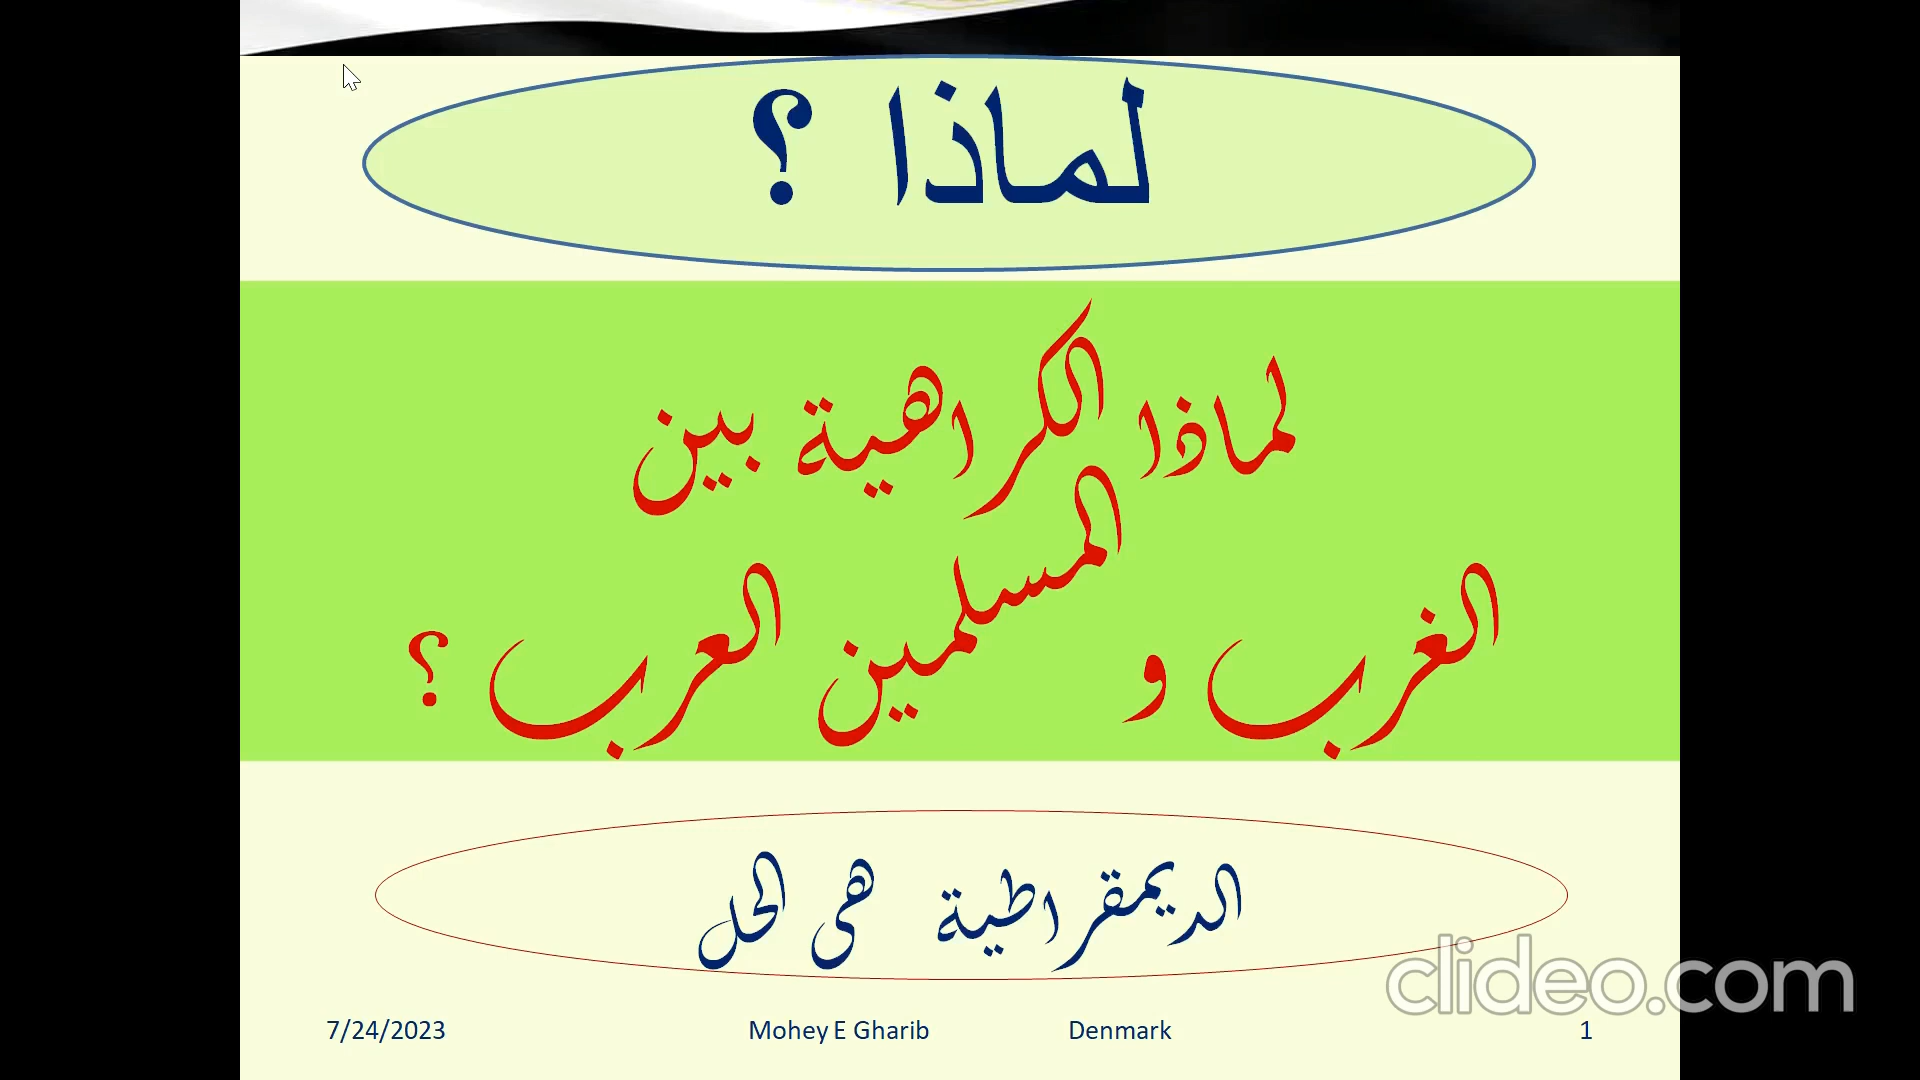 لماذا ؟
لماذا الكراهية بين
الغرب و المسلمين العرب ؟
الديمقراطية هى الحل
clideo.com
7/24/2023 Mohey E Gharib Denmark 1